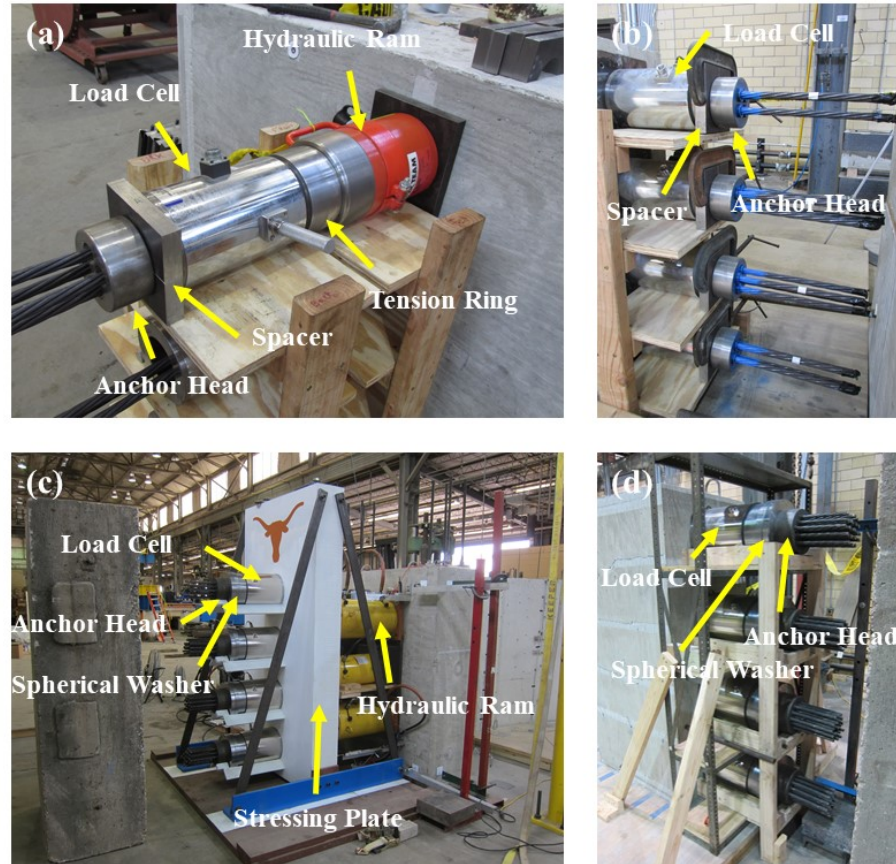 (a)
Hydraulic Ram
Load Cell
Tension Ring
Spacer
Anchor Head
TEAM
(b)
Load Cell
Spacer
Anchor Head
(c)
Load Cell
Anchor Head
Spherical Washer
Hydraulic Ram
Stressing Plate
(d)
Load Cell
Anchor Head
Spherical Washer